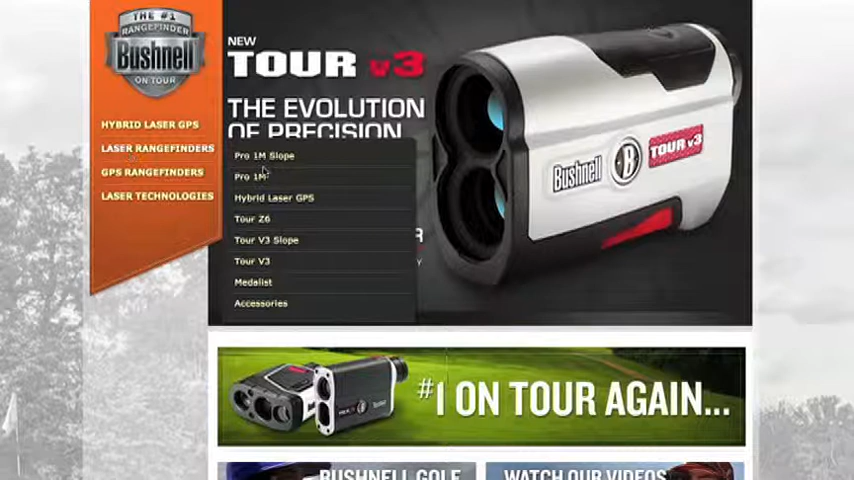 THE #1
RANGEFINDER
Bushnell
ON TOUR
HYBRID LASER GPS
LASER RANGEFINDERS
GPS RANGEFINDERS
LASER TECHNOLOGIES
NEW
TOUR v3
THE EVOLUTION
OF PRECISION
Pro 1M Slope
Pro 1M
Hybrid Laser GPS
Tour Z6
Tour V3 Slope
Tour V3
Medalist
Accessories
R
Y
Bushnell B TOUR v3
#1 ON TOUR AGAIN...
BUSHNELL GOLF
WATCH OUR VIDEOS